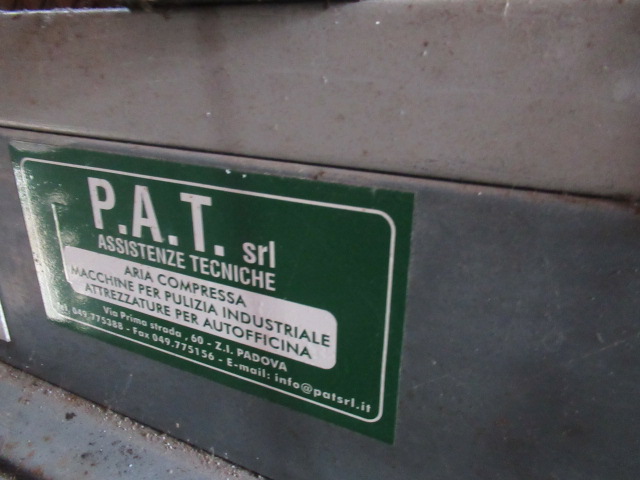 P.A.T. srl
ASSISTENZE TECNICHE
ARIA COMPRESSA
MACCHINE PER PULIZIA INDUSTRIALE
ATTREZZATURE PER AUTOFFICINA
Via Prima strada , 60 - Z.I. PADOVA
Tel. 049.775388 - Fax 049.775156 - E-mail: info@patsrl.it